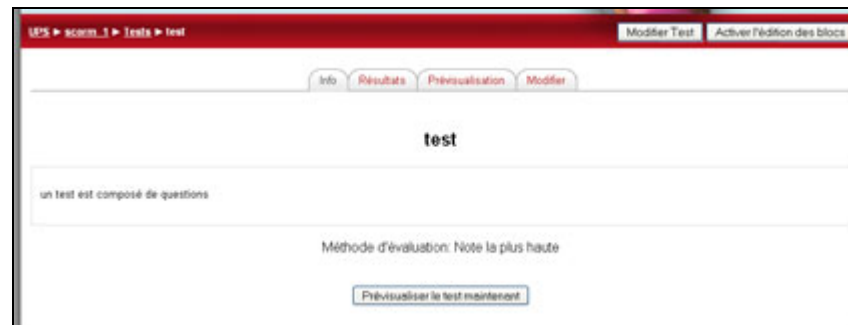 UPS ► scorm_1 ► Tests ► test
Modifier Test
Activer l'édition des blocs
Info
Résultats
Prévisualisation
Modifier
test
un test est composé de questions
Méthode d'évaluation: Note la plus haute
Prévisualiser le test maintenant